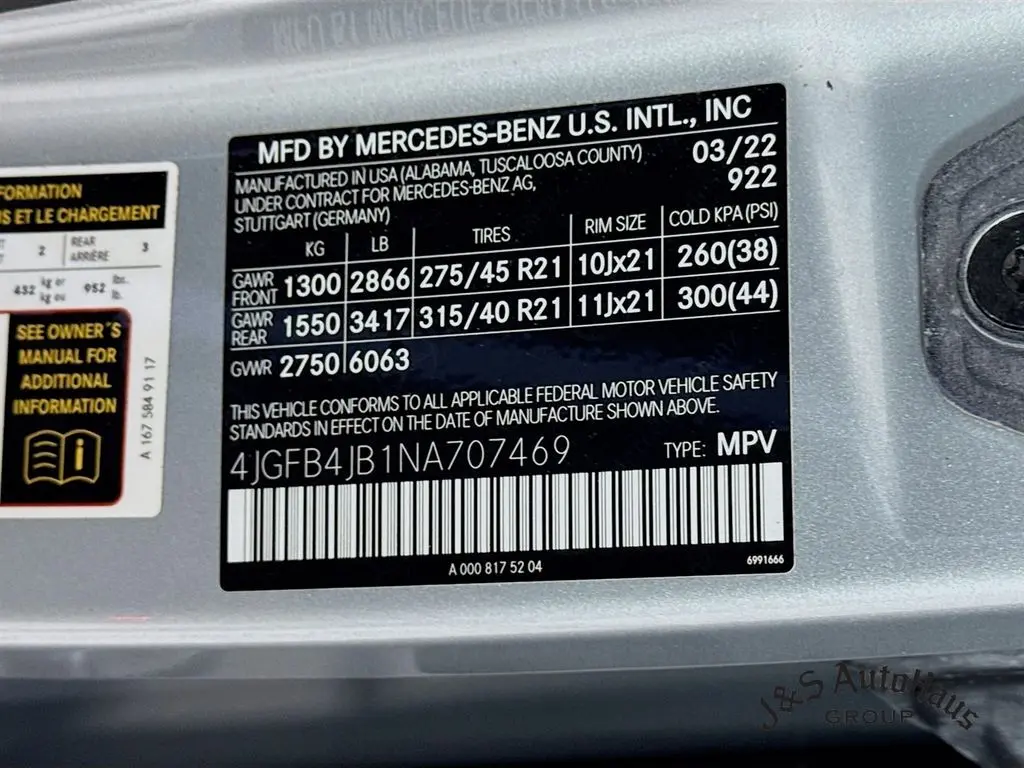 MFD BY MERCEDES-BENZ U.S. INTL., INC
MANUFACTURED IN USA (ALABAMA, TUSCALOOSA COUNTY) 03/22
UNDER CONTRACT FOR MERCEDES-BENZ AG, 922
STUTTGART (GERMANY)
KG LB TIRES RIM SIZE COLD KPA (PSI)
GAWR FRONT 1300 2866 275/45 R21 10Jx21 260(38)
GAWR REAR 1550 3417 315/40 R21 11Jx21 300(44)
GVWR 2750 6063
THIS VEHICLE CONFORMS TO ALL APPLICABLE FEDERAL MOTOR VEHICLE SAFETY
STANDARDS IN EFFECT ON THE DATE OF MANUFACTURE SHOWN ABOVE.
4JGFB4JB1NA707469 TYPE: MPV
A 000 817 52 04
6991666
ET LE CHARGEMENT
2 REAR ARRIÈRE 3
432 kg or kg ou 952 lbs. lb.
SEE OWNER'S
MANUAL FOR
ADDITIONAL
INFORMATION
A 167 584 91 17
J&S AutoHaus
GROUP